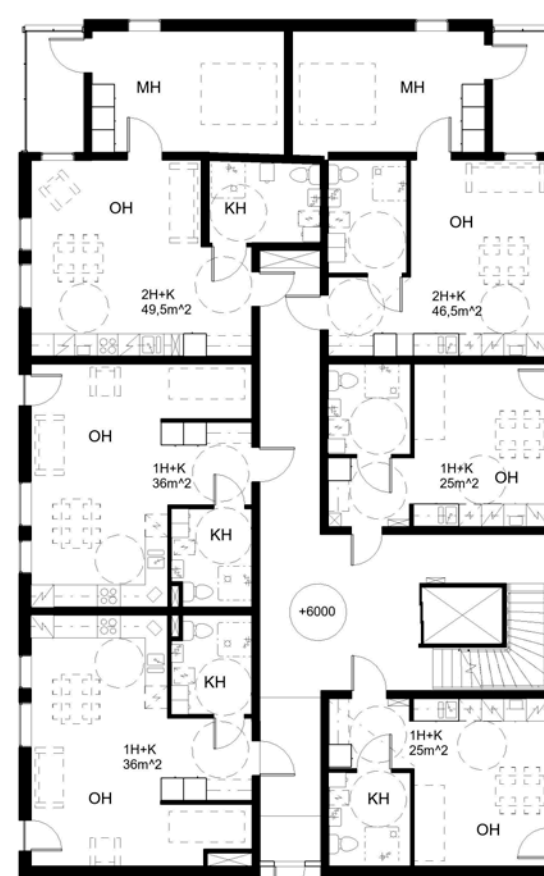 MH
MH
OH
KH
OH
2H+K
49,5m^2
2H+K
46,5m^2
OH
1H+K
36m^2
1H+K
25m^2
OH
KH
+6000
KH
1H+K
36m^2
1H+K
25m^2
OH
KH
OH